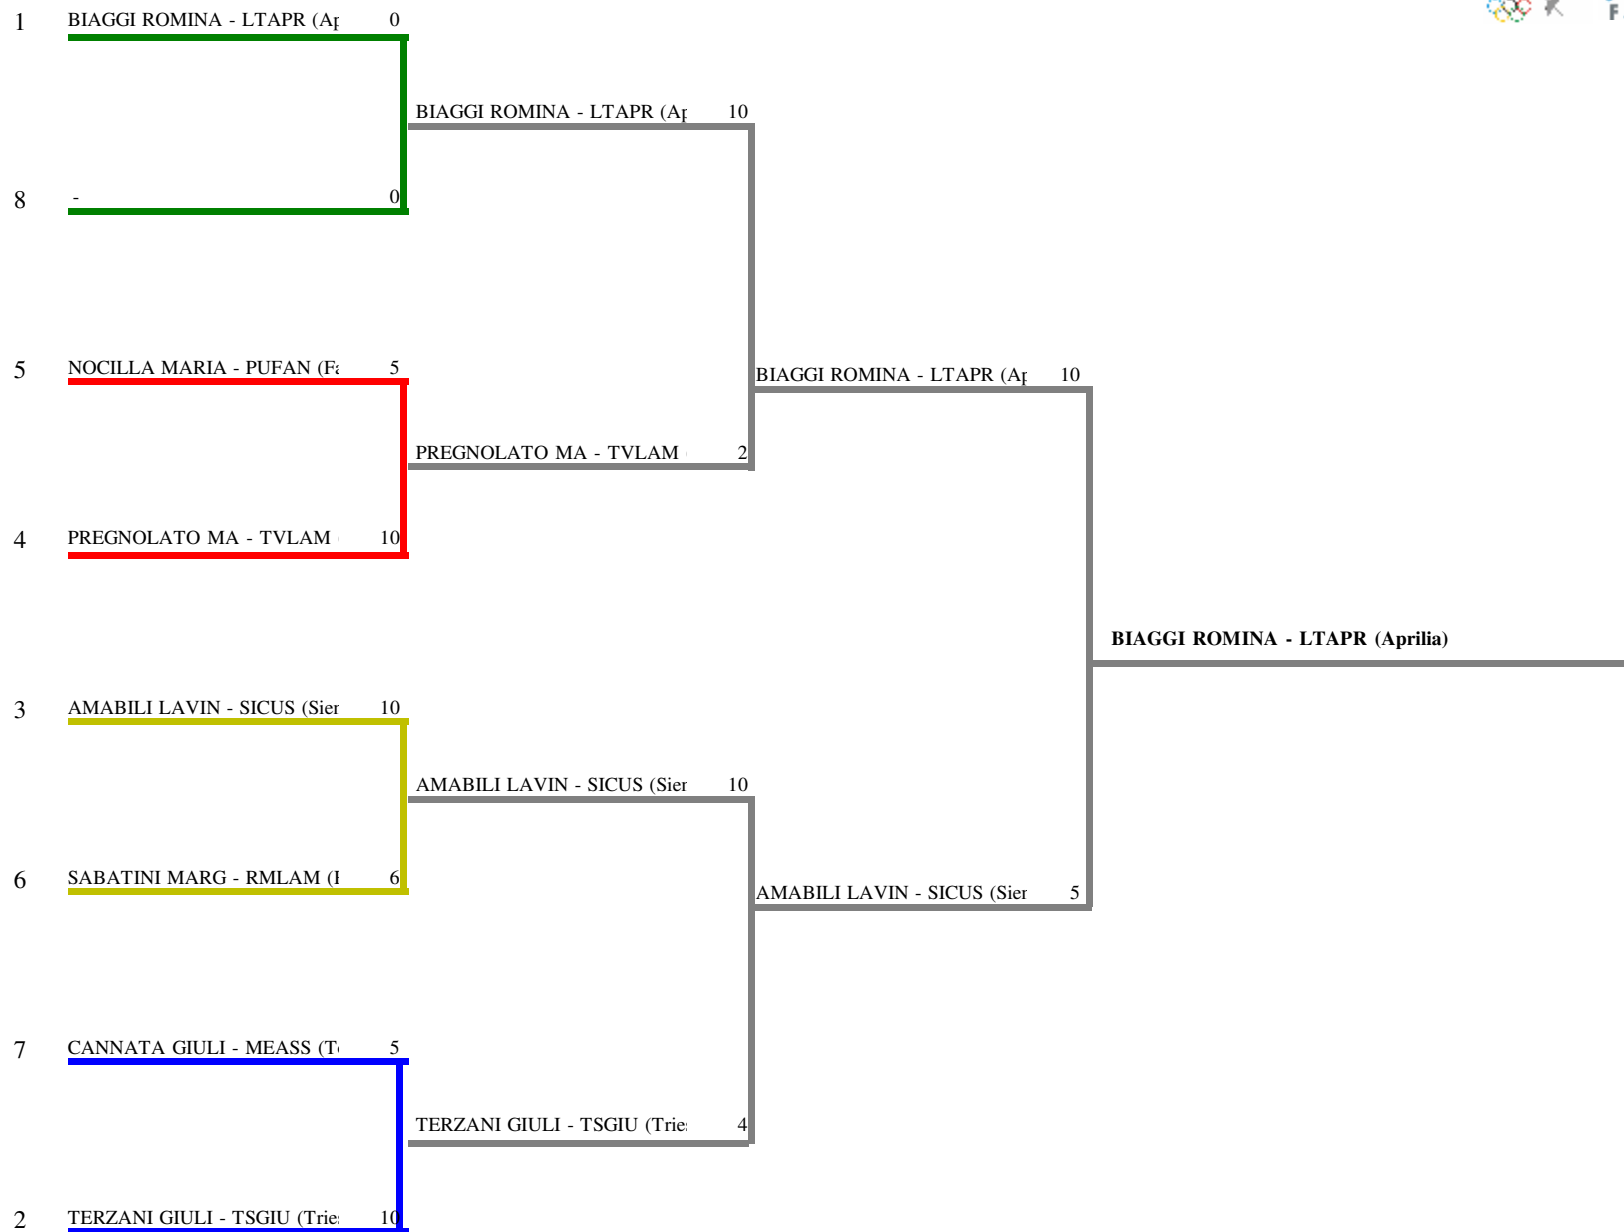 1 BIAGGI ROMINA - LTAPR (Ap 0
BIAGGI ROMINA - LTAPR (Ap 10
8 - 0
5 NOCILLA MARIA - PUFAN (Fa 5
BIAGGI ROMINA - LTAPR (Ap 10
PREGNOLATO MA - TVLAM 2
4 PREGNOLATO MA - TVLAM 10
BIAGGI ROMINA - LTAPR (Aprilia)
3 AMABILI LAVIN - SICUS (Sier 10
AMABILI LAVIN - SICUS (Sier 10
6 SABATINI MARG - RMLAM ( 6
AMABILI LAVIN - SICUS (Sier 5
7 CANNATA GIULI - MEASS (T 5
TERZANI GIULI - TSGIU (Trie 4
2 TERZANI GIULI - TSGIU (Trie 10